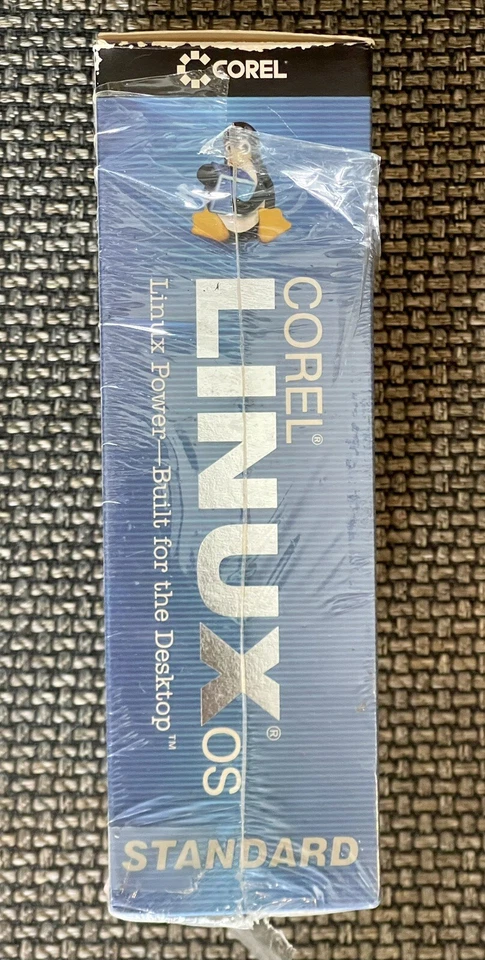 COREL
COREL®
LINUX® OS
Linux Power—Built for the Desktop™
STANDARD